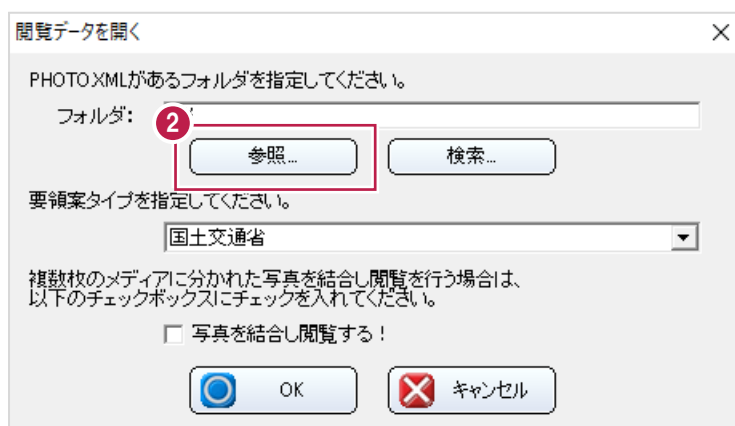 閲覧データを開く
PHOTO.XMLがあるフォルダを指定してください。
フォルダ:
2
参照...
検索...
要領案タイプを指定してください。
国土交通省
複数枚のメディアに分かれた写真を結合し閲覧を行う場合は、
以下のチェックボックスにチェックを入れてください。
写真を結合し閲覧する!
OK
キャンセル